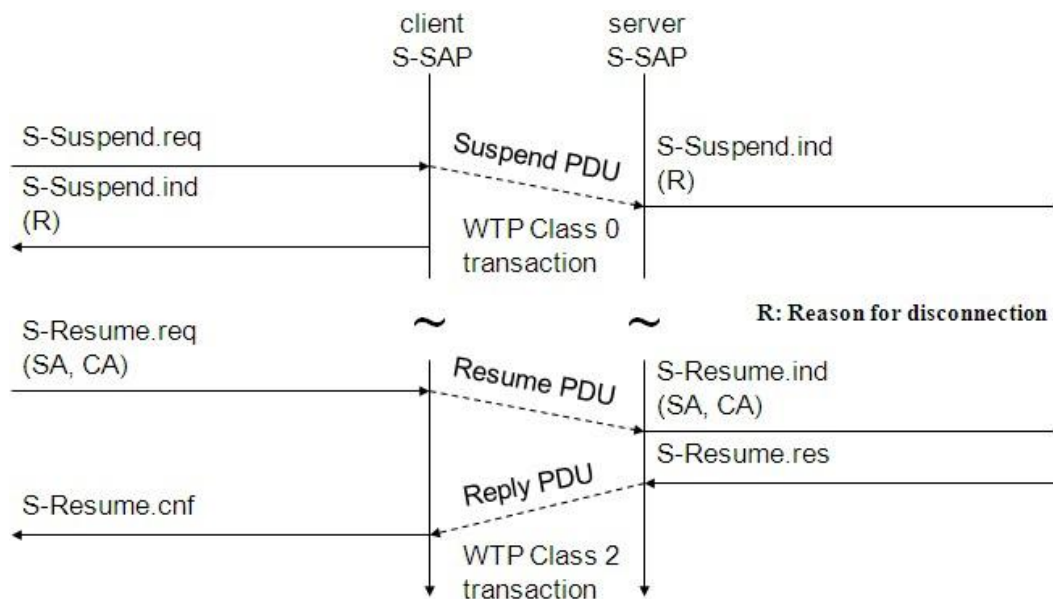 client
S-SAP
server
S-SAP
S-Suspend.req
Suspend PDU
S-Suspend.ind
(R)
S-Suspend.ind
(R)
WTP Class 0
transaction
~
~
R: Reason for disconnection
S-Resume.req
(SA, CA)
Resume PDU
S-Resume.ind
(SA, CA)
S-Resume.res
Reply PDU
S-Resume.cnf
WTP Class 2
transaction